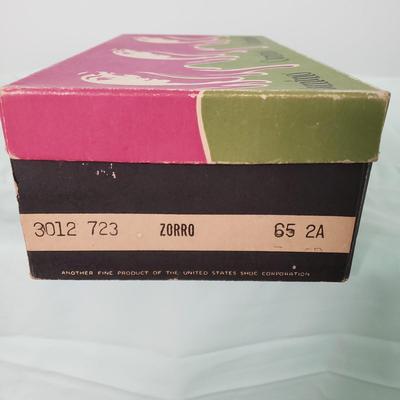 3012 723 ZORRO 65 2A
ANOTHER FINE PRODUCT OF THE UNITED STATES SHOE CORPORATION